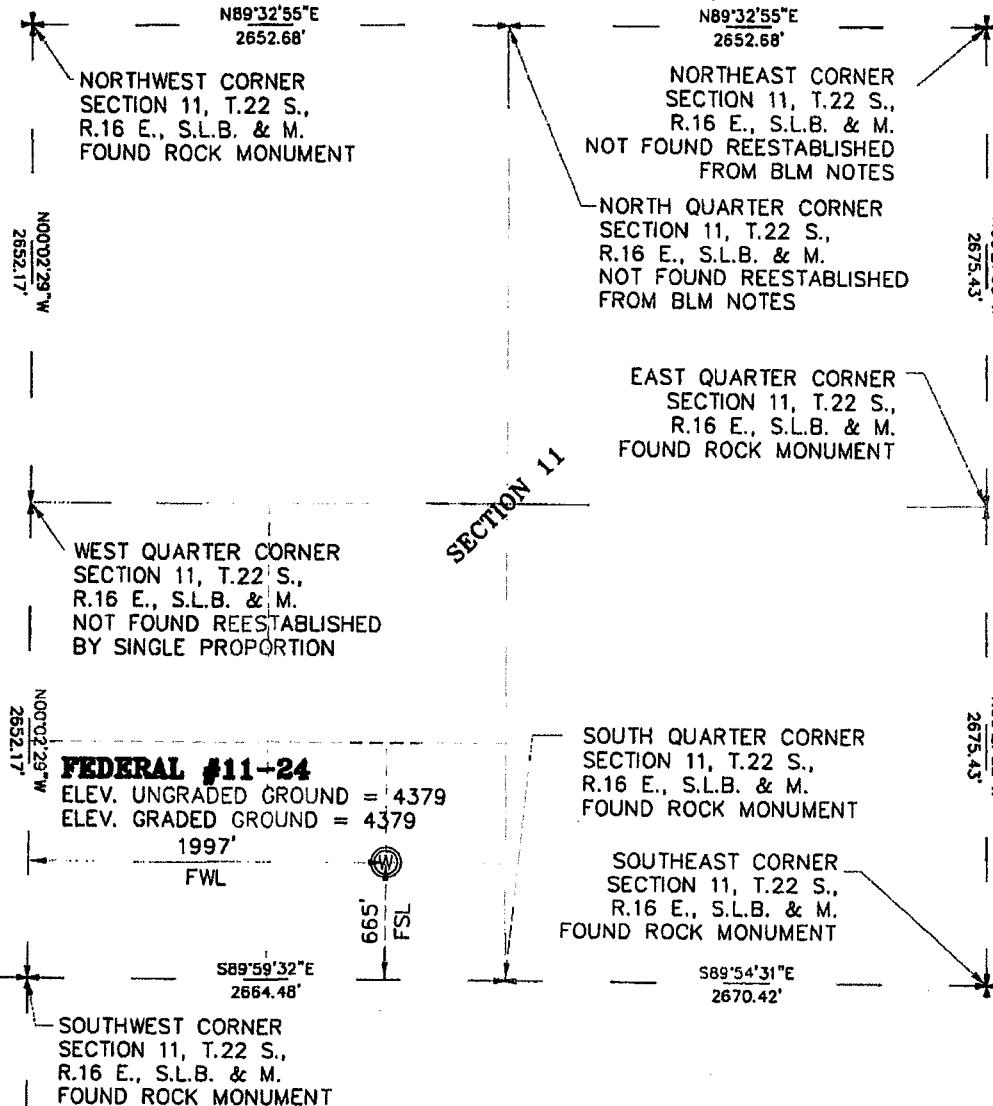 N89°32'55"E
2652.68'
N89°32'55"E
2652.68'
NORTHWEST CORNER
SECTION 11, T.22 S.,
R.16 E., S.L.B. & M.
FOUND ROCK MONUMENT
NORTHEAST CORNER
SECTION 11, T.22 S.,
R.16 E., S.L.B. & M.
NOT FOUND REESTABLISHED
FROM BLM NOTES
NORTH QUARTER CORNER
SECTION 11, T.22 S.,
R.16 E., S.L.B. & M.
NOT FOUND REESTABLISHED
FROM BLM NOTES
N00°02'29"W
2652.17'
2675.43'
EAST QUARTER CORNER
SECTION 11, T.22 S.,
R.16 E., S.L.B. & M.
FOUND ROCK MONUMENT
SECTION 11
WEST QUARTER CORNER
SECTION 11, T.22 S.,
R.16 E., S.L.B. & M.
NOT FOUND REESTABLISHED
BY SINGLE PROPORTION
N00°02'29"W
2652.17'
2675.43'
FEDERAL #11-24
ELEV. UNGRADED GROUND = 4379
ELEV. GRADED GROUND = 4379
1997'
FWL
W
665'
FSL
SOUTH QUARTER CORNER
SECTION 11, T.22 S.,
R.16 E., S.L.B. & M.
FOUND ROCK MONUMENT
SOUTHEAST CORNER
SECTION 11, T.22 S.,
R.16 E., S.L.B. & M.
FOUND ROCK MONUMENT
S89°59'32"E
2664.48'
S89°54'31"E
2670.42'
SOUTHWEST CORNER
SECTION 11, T.22 S.,
R.16 E., S.L.B. & M.
FOUND ROCK MONUMENT